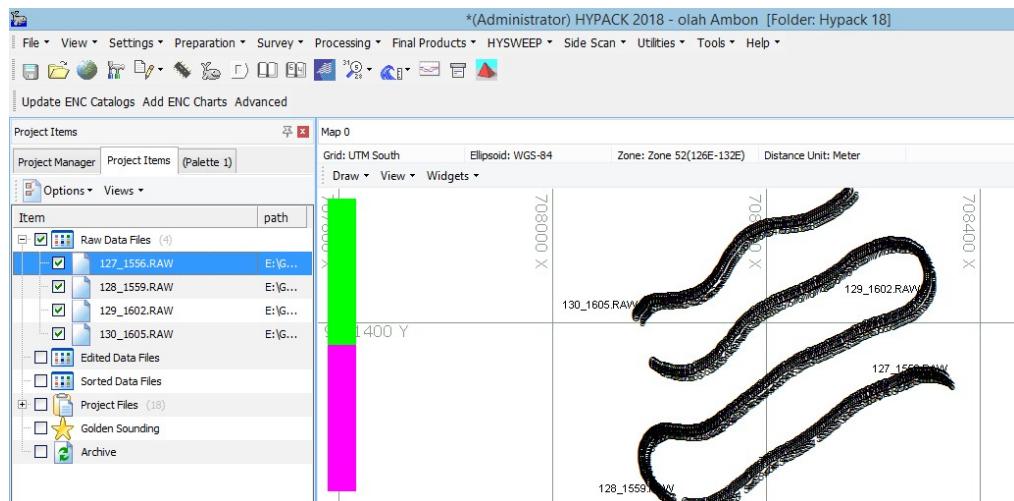 *(Administrator) HYPACK 2018 - olah Ambon [Folder: Hypack 18]
File View Settings Preparation Survey Processing Final Products HYSWEEP Side Scan Utilities Tools Help
Update ENC Catalogs Add ENC Charts Advanced
Project Items
Project Manager Project Items (Palette 1)
Options Views
Item path
Raw Data Files (4)
127_1556.RAW E:\G...
128_1559.RAW E:\G...
129_1602.RAW E:\G...
130_1605.RAW E:\G...
Edited Data Files
Sorted Data Files
Project Files (18)
Golden Sounding
Archive
Map 0
Grid: UTM South Ellipsoid: WGS-84 Zone: Zone 52(126E-132E) Distance Unit: Meter
Draw View Widgets
708000 X
708400 X
129_1602.RAW
130_1605.RAW
1400 Y